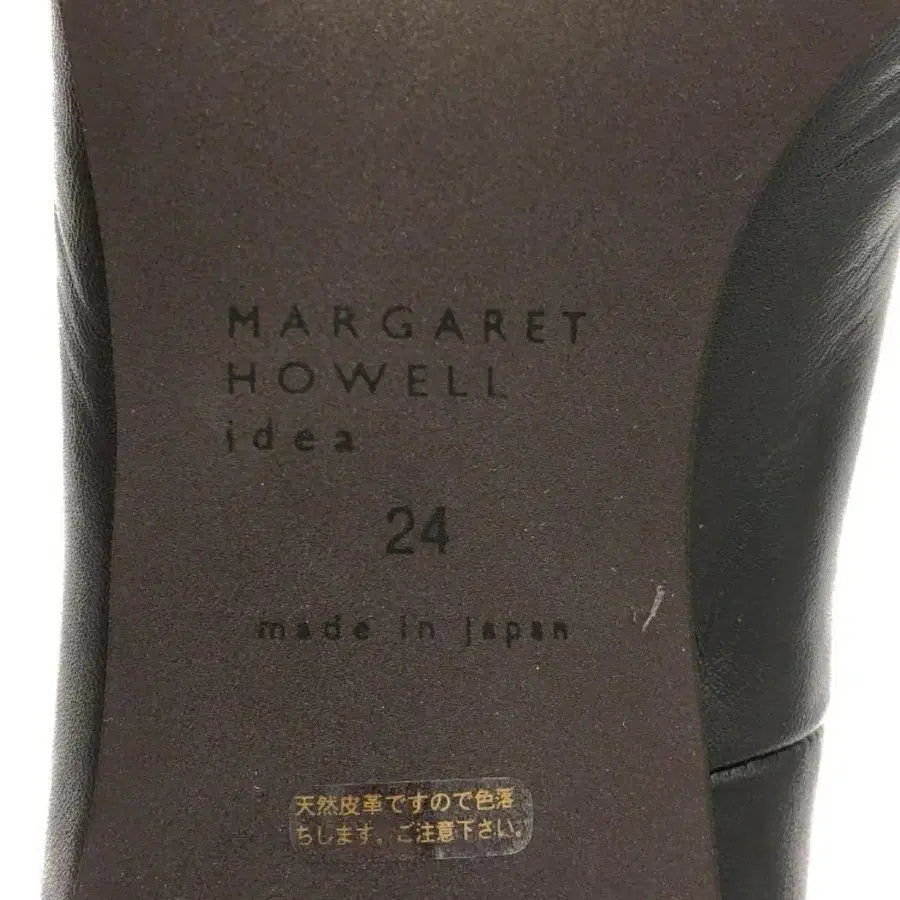 MARGARET
HOWELL
idea
24
made in japan
天然皮革ですので色落
ちします。ご注意下さい。